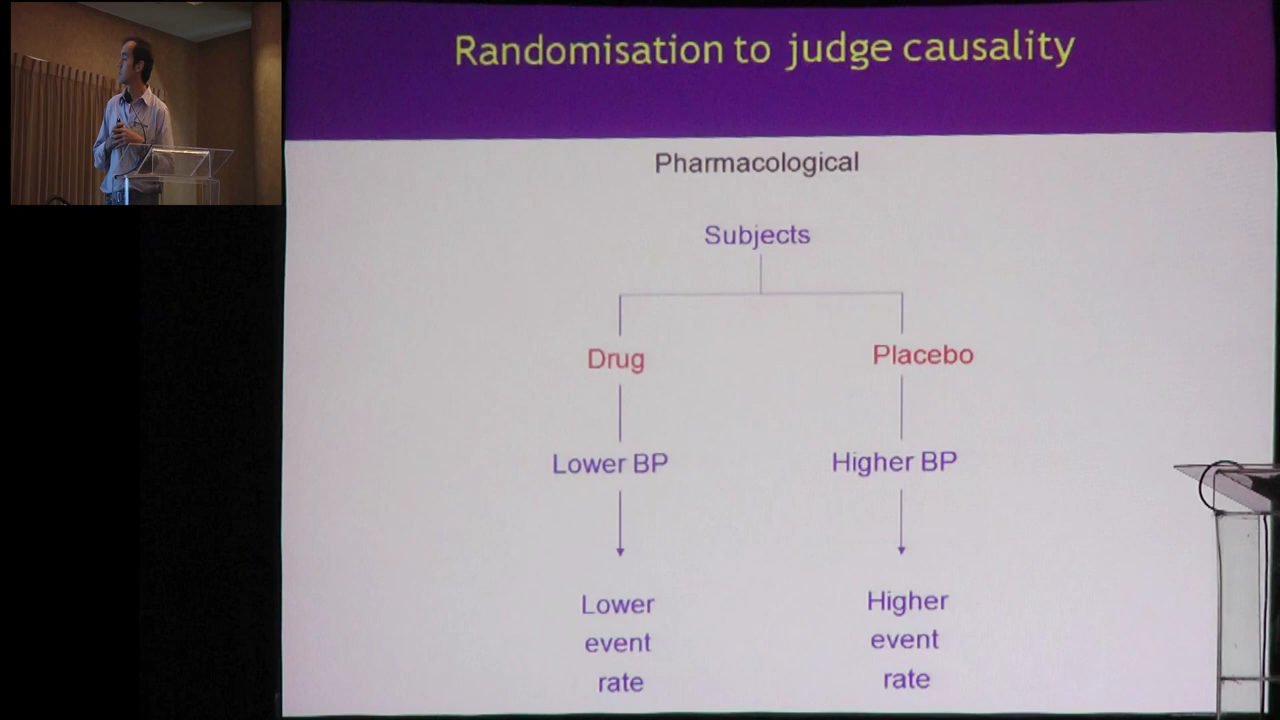 Randomisation to judge causality
Pharmacological
Subjects
Drug
Placebo
Lower BP
Higher BP
Lower
event
rate
Higher
event
rate